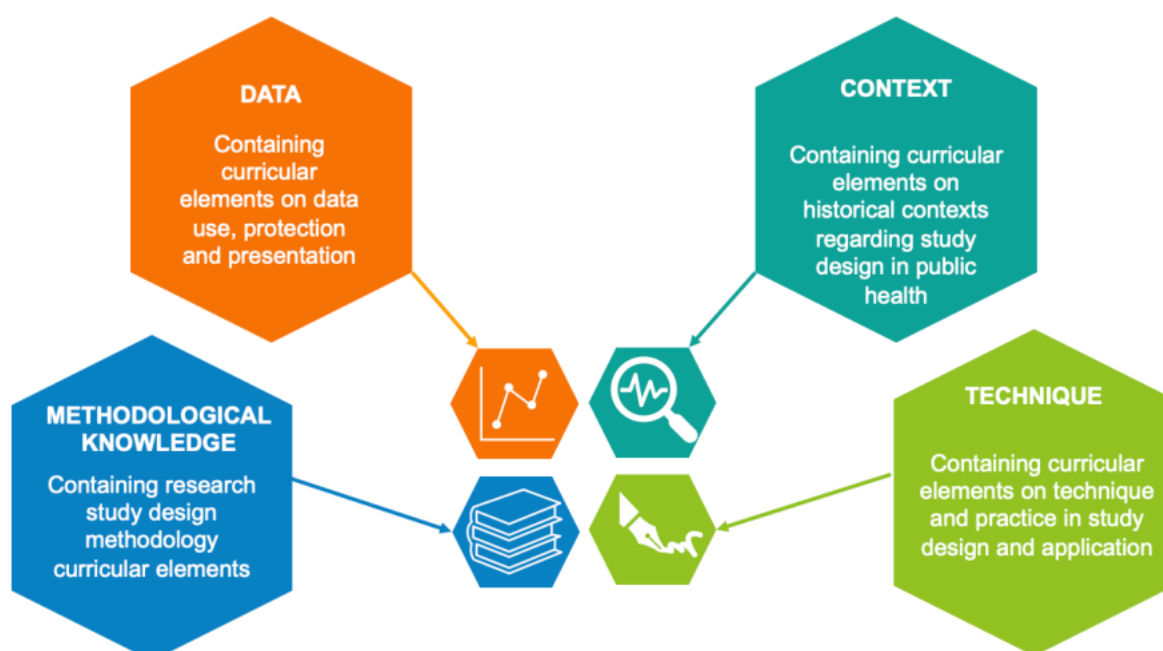 DATA
Containing
curricular
elements on data
use, protection
and presentation
CONTEXT
Containing curricular
elements on
historical contexts
regarding study
design in public
health
METHODOLOGICAL
KNOWLEDGE
Containing research
study design
methodology
curricular elements
TECHNIQUE
Containing curricular
elements on technique
and practice in study
design and application